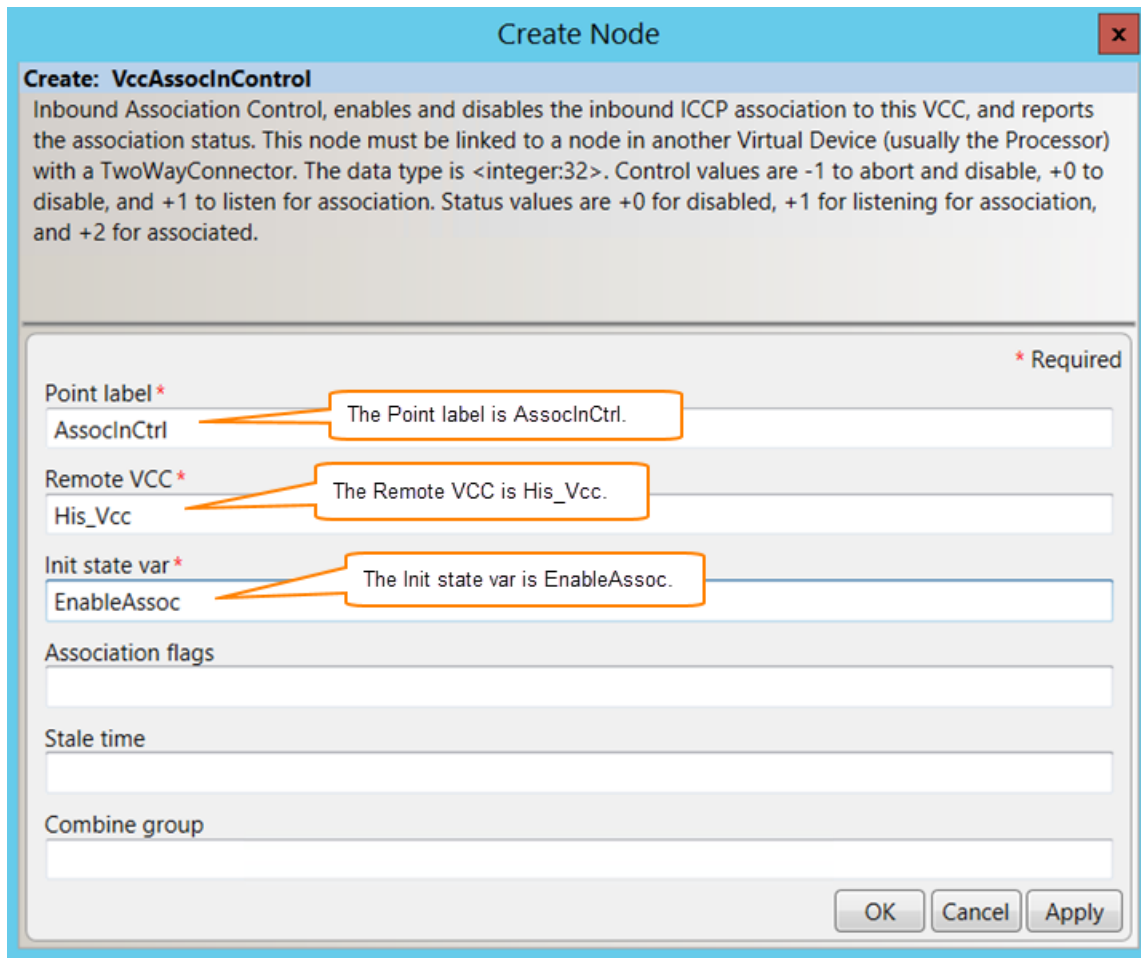 Create Node
x
Create: VccAssocInControl
Inbound Association Control, enables and disables the inbound ICCP association to this VCC, and reports
the association status. This node must be linked to a node in another Virtual Device (usually the Processor)
with a TwoWayConnector. The data type is <integer:32>. Control values are -1 to abort and disable, +0 to
disable, and +1 to listen for association. Status values are +0 for disabled, +1 for listening for association,
and +2 for associated.
* Required
Point label*
AssocInCtrl
The Point label is AssocInCtrl.
Remote VCC*
His_Vcc
The Remote VCC is His_Vcc.
Init state var*
EnableAssoc
The Init state var is EnableAssoc.
Association flags
Stale time
Combine group
OK Cancel Apply